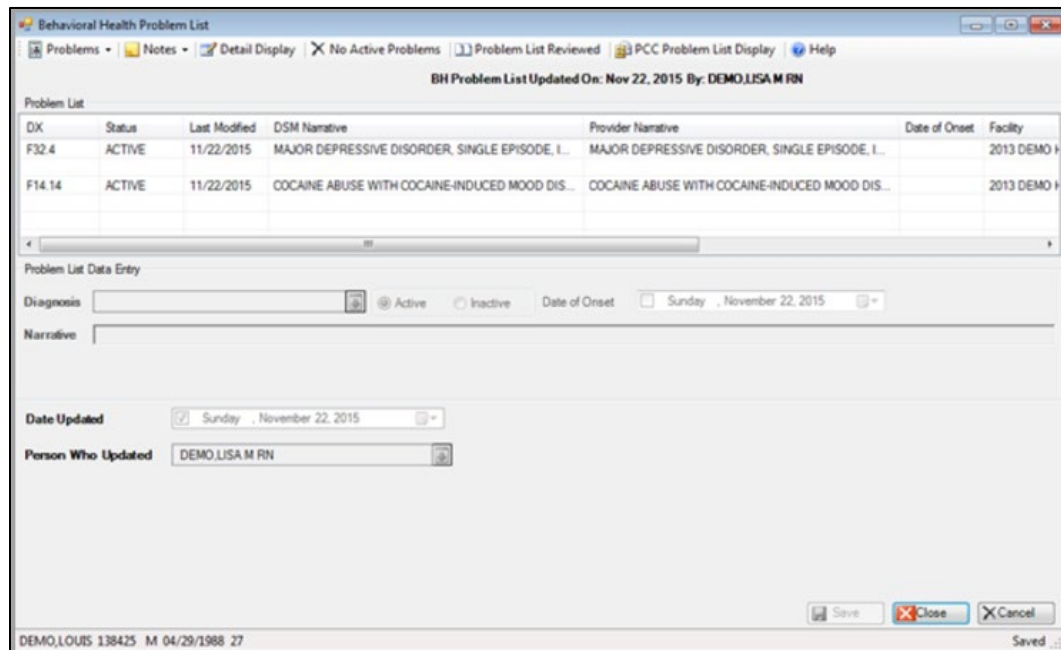 Behavioral Health Problem List
Problems Notes Detail Display No Active Problems Problem List Reviewed PCC Problem List Display Help
BH Problem List Updated On: Nov 22, 2015 By: DEMO,LISA M RN
Problem List
DX Status Last Modified DSM Narrative Provider Narrative Date of Onset Facility
F32.4 ACTIVE 11/22/2015 MAJOR DEPRESSIVE DISORDER, SINGLE EPISODE, I... MAJOR DEPRESSIVE DISORDER, SINGLE EPISODE, I... 2013 DEMO H
F14.14 ACTIVE 11/22/2015 COCAINE ABUSE WITH COCAINE-INDUCED MOOD DIS... COCAINE ABUSE WITH COCAINE-INDUCED MOOD DIS... 2013 DEMO H
Problem List Data Entry
Diagnosis Active Inactive Date of Onset Sunday , November 22, 2015
Narrative
Date Updated Sunday , November 22, 2015
Person Who Updated DEMO,LISA M RN
Save Close Cancel
DEMO,LOUIS 138425 M 04/29/1988 27 Saved